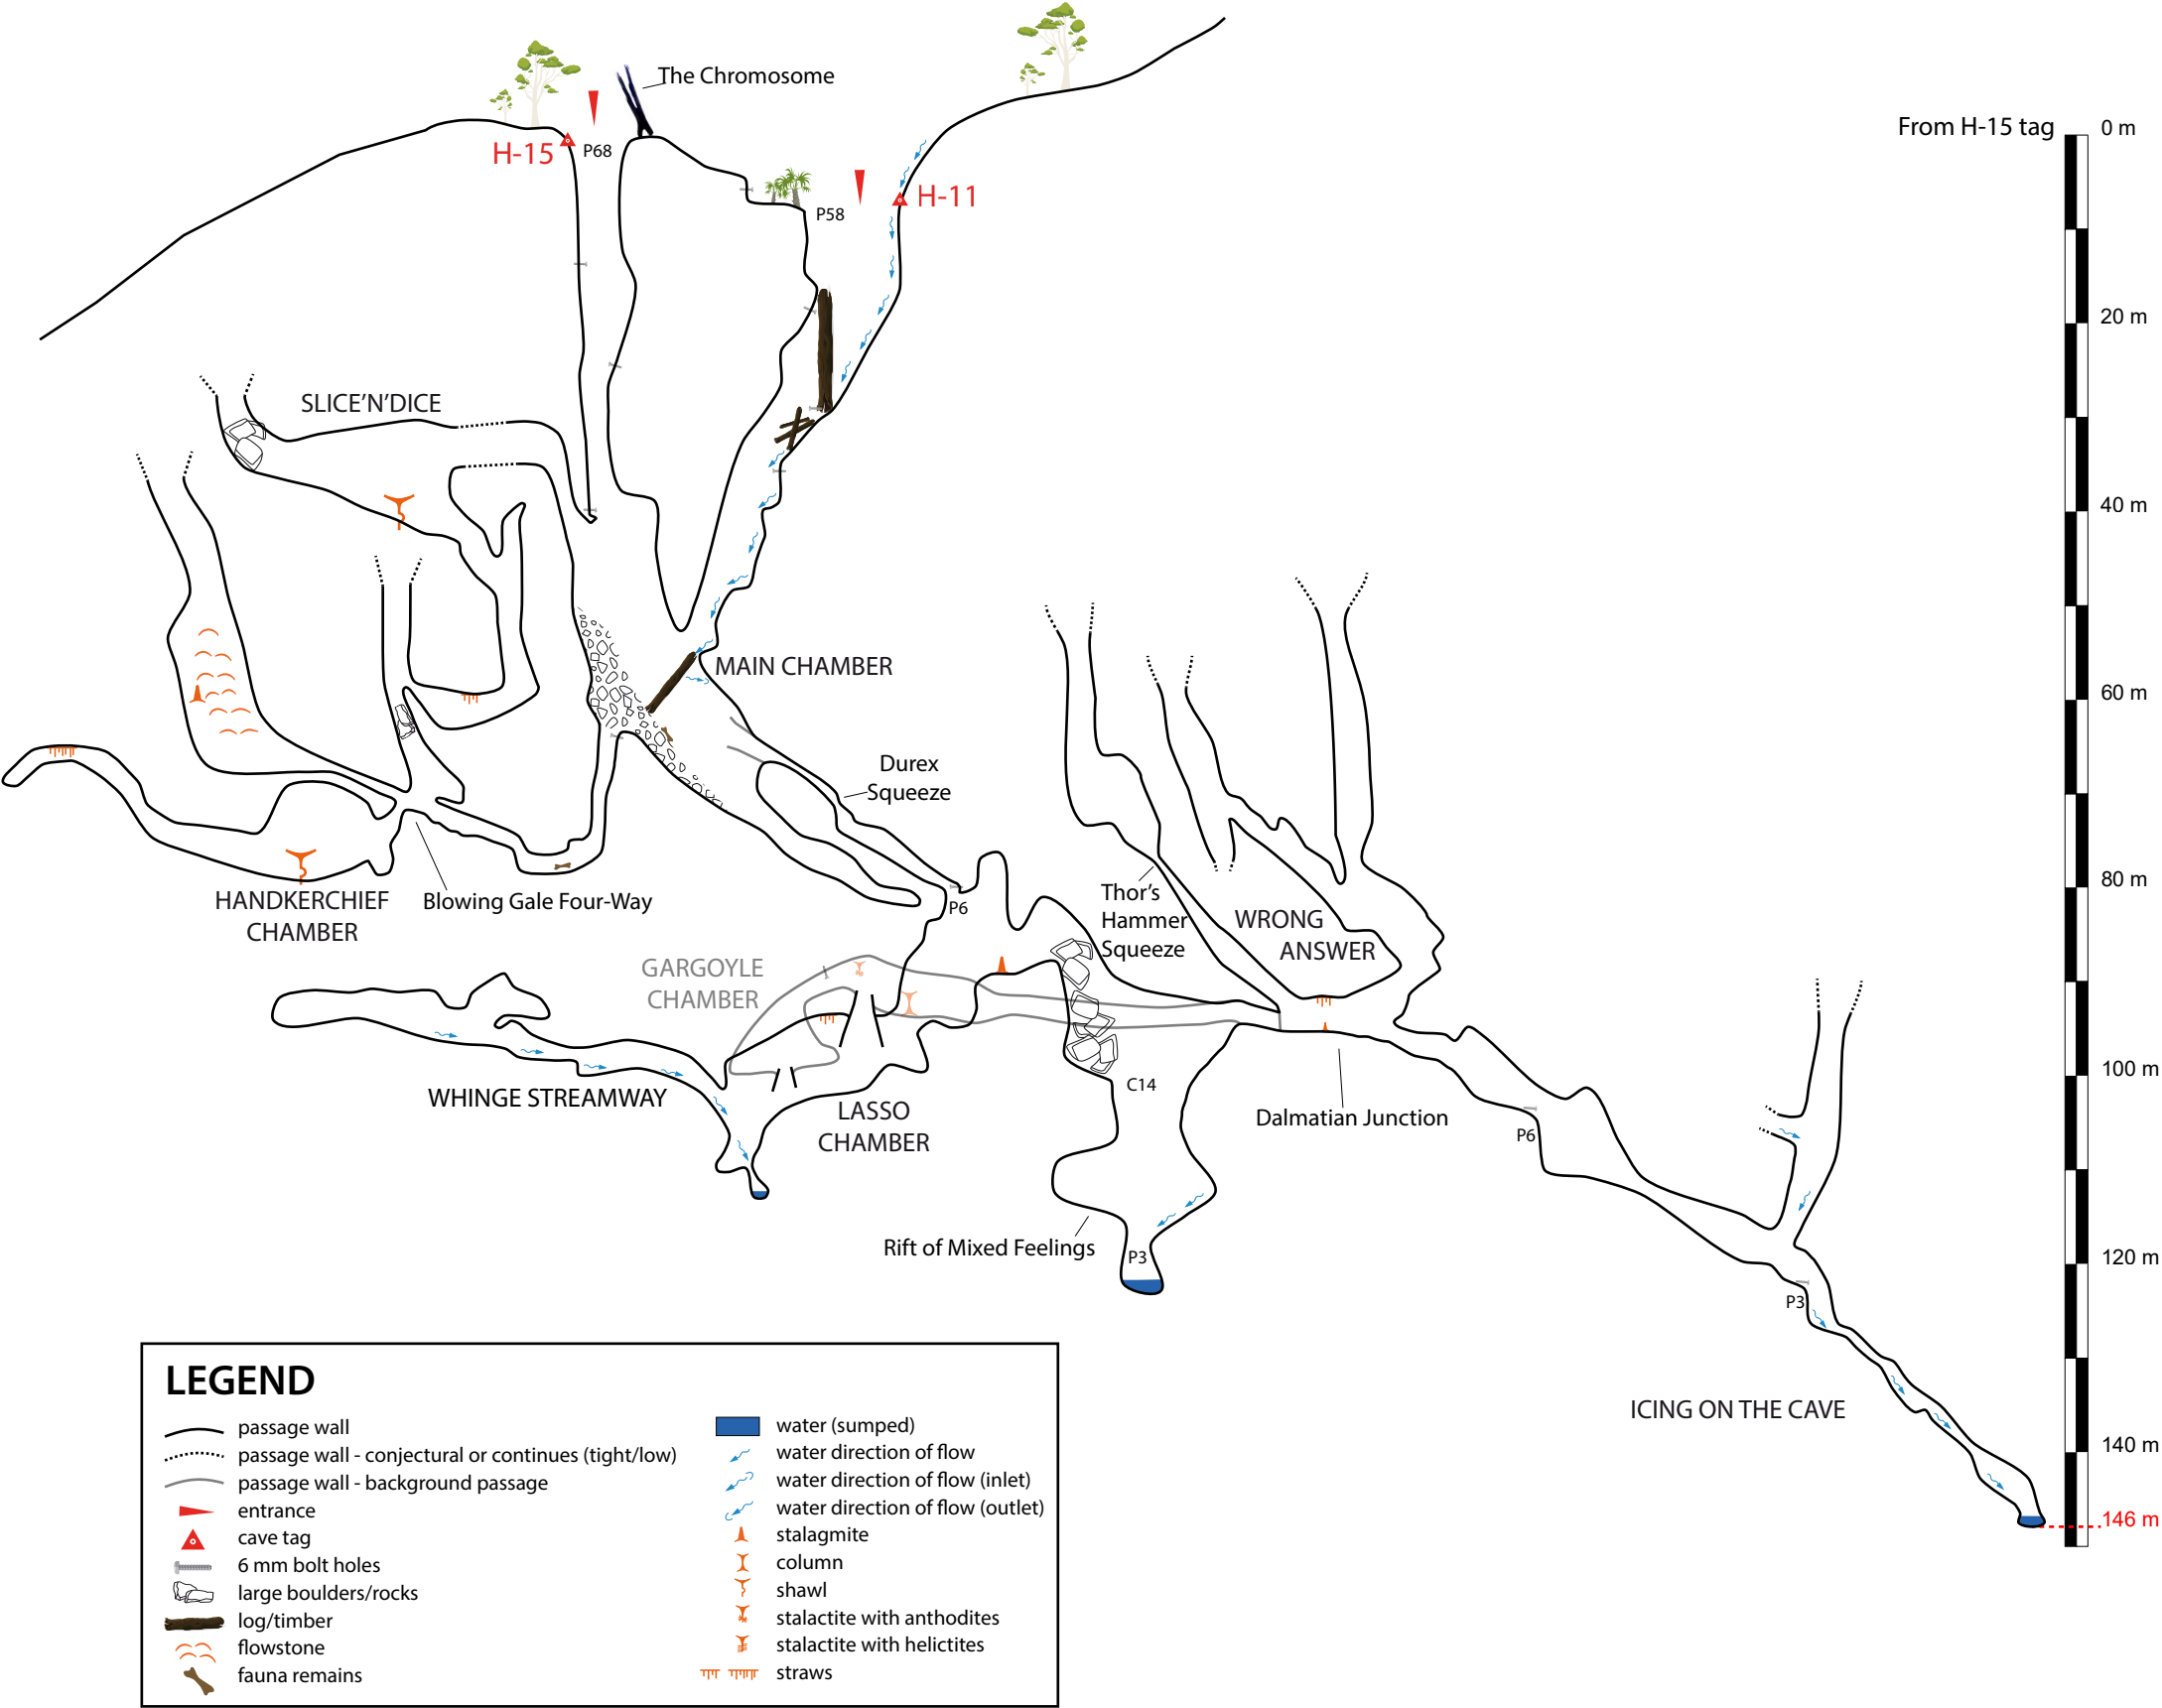 The Chromosome
From H-15 tag
0 m
H-15
P68
H-11
P58
20 m
SLICE'N'DICE
40 m
MAIN CHAMBER
60 m
Durex
Squeeze
80 m
HANDKERCHIEF
CHAMBER
Blowing Gale Four-Way
P6
Thor's
Hammer
Squeeze
WRONG
ANSWER
GARGOYLE
CHAMBER
100 m
WHINGE STREAMWAY
C14
LASSO
CHAMBER
Dalmatian Junction
P6
Rift of Mixed Feelings
P3
120 m
P3
ICING ON THE CAVE
140 m
146 m
LEGEND
passage wall
passage wall - conjectural or continues (tight/low)
passage wall - background passage
entrance
cave tag
6 mm bolt holes
large boulders/rocks
log/timber
flowstone
fauna remains
water (sumped)
water direction of flow
water direction of flow (inlet)
water direction of flow (outlet)
stalagmite
column
shawl
stalactite with anthodites
stalactite with helictites
straws